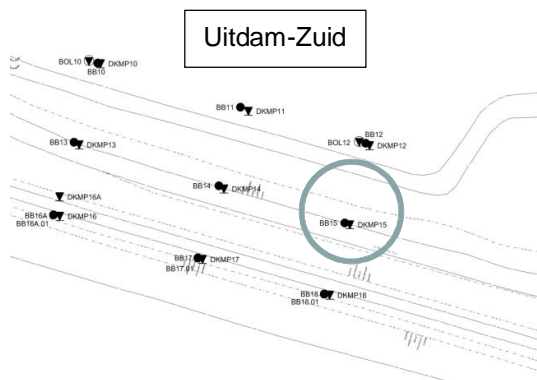 Uitdam-Zuid
BOL10 DKMP10
BB10
BB11 DKMP11
BB12
BOL12 DKMP12
BB13 DKMP13
BB14 DKMP14
DKMP16A
BB16A DKMP16
BB16A.01
BB15 DKMP15
BB17 DKMP17
BB17.01
BB18 DKMP18
BB18.01